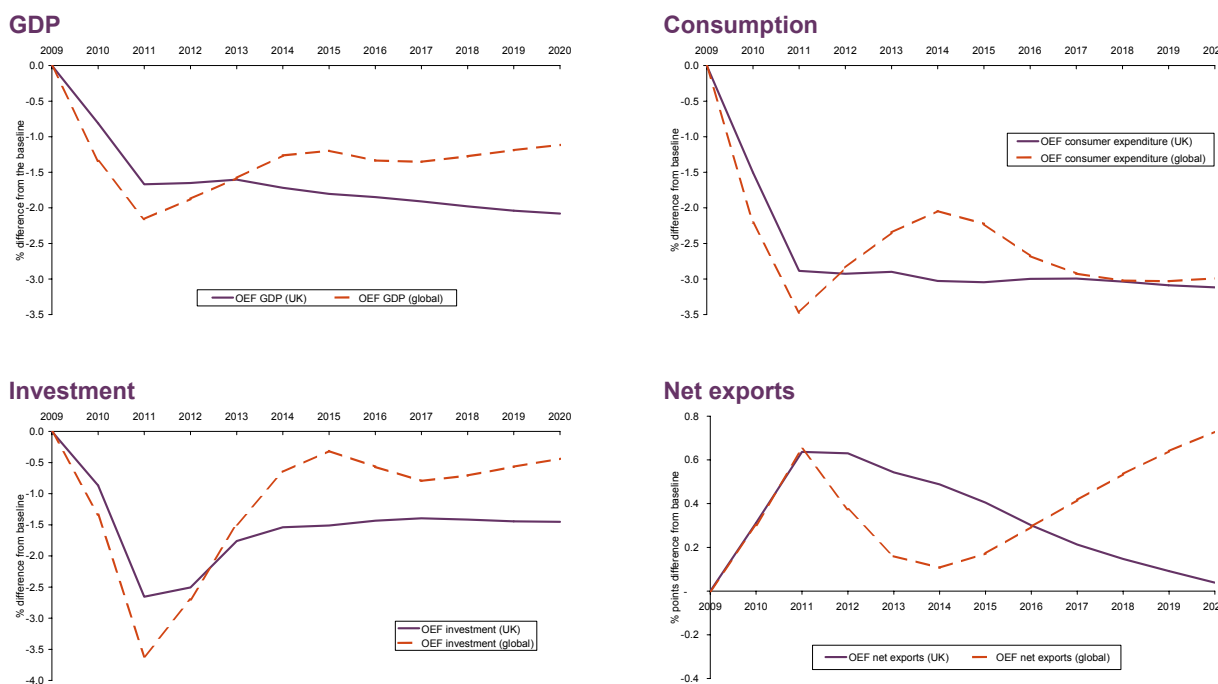 GDP
2009 2010 2011 2012 2013 2014 2015 2016 2017 2018 2019 2020
0.0
-0.5
-1.0
-1.5
-2.0
-2.5
-3.0
-3.5
% difference from the baseline
OEF GDP (UK) OEF GDP (global)
Consumption
2009 2010 2011 2012 2013 2014 2015 2016 2017 2018 2019 202
0.0
-0.5
-1.0
-1.5
-2.0
-2.5
-3.0
-3.5
% difference from baseline
OEF consumer expenditure (UK)
OEF consumer expenditure (global)
Investment
2009 2010 2011 2012 2013 2014 2015 2016 2017 2018 2019 2020
0.0
-0.5
-1.0
-1.5
-2.0
-2.5
-3.0
-3.5
-4.0
% difference from baseline
OEF investment (UK)
OEF investment (global)
Net exports
0.8
0.6
0.4
0.2
-
-0.2
-0.4
% points difference from baseline
2009 2010 2011 2012 2013 2014 2015 2016 2017 2018 2019 202
OEF net exports (UK) OEF net exports (global)